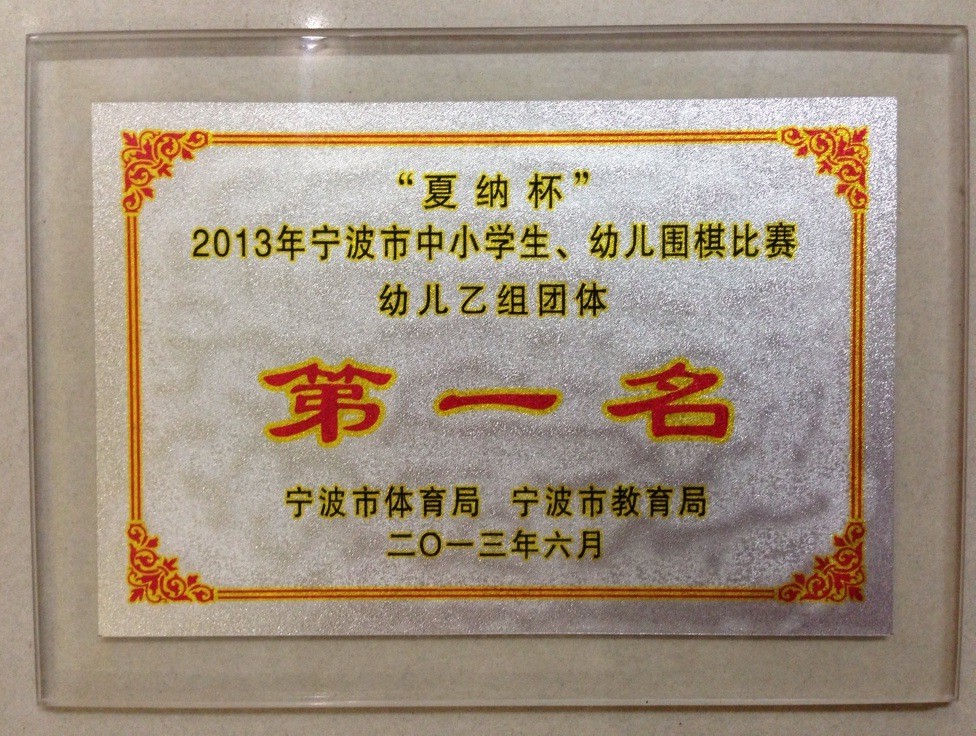 “夏纳杯”
2013年宁波市中小学生、幼儿围棋比赛
幼儿乙组团体
第一名
宁波市体育局 宁波市教育局
二〇一三年六月